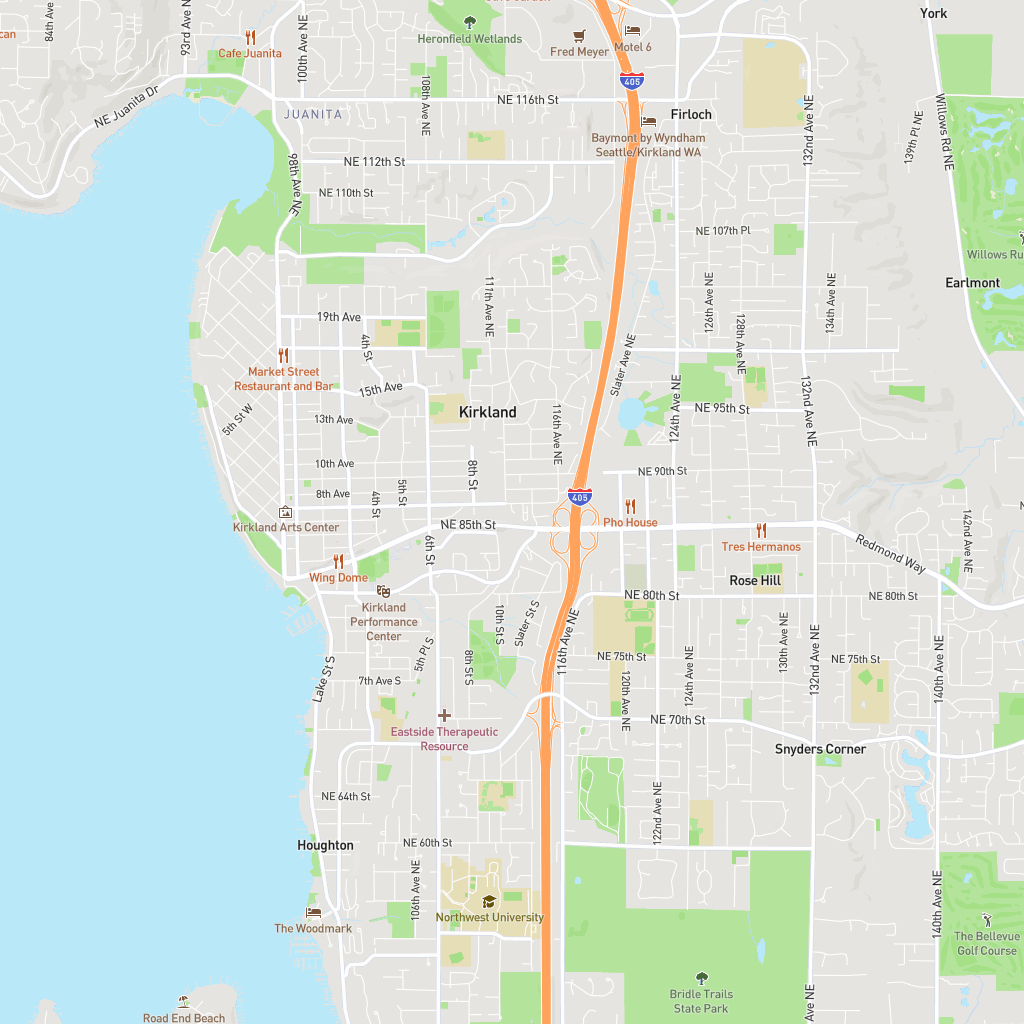 York
84th Ave
93rd Ave N
100th Ave NE
Cafe Juanita
Heronfield Wetlands
Fred Meyer
Motel 6
405
NE Juanita Dr
JUANITA
108th Ave NE
NE 116th St
Firloch
Baymont by Wyndham
Seattle/Kirkland WA
132nd Ave NE
139th Pl NE
Willows Rd NE
98th Ave NE
NE 112th St
NE 110th St
NE 107th Pl
Willows Ru
Earlmont
117th Ave NE
126th Ave NE
128th Ave NE
134th Ave NE
19th Ave
4th St
Market Street
Restaurant and Bar
15th Ave
Slater Ave NE
5th St W
13th Ave
Kirkland
116th Ave NE
124th Ave NE
NE 95th St
132nd Ave NE
10th Ave
8th Ave
4th St
5th St
8th St
NE 90th St
405
Kirkland Arts Center
NE 85th St
6th St
Pho House
Tres Hermanos
Redmond Way
142nd Ave NE
Wing Dome
Kirkland
Performance
Center
Rose Hill
NE 80th St
NE 80th St
10th St S
Slater St S
116th Ave NE
Lake St S
5th Pl S
8th St S
7th Ave S
NE 75th St
120th Ave NE
124th Ave NE
130th Ave NE
132nd Ave NE
NE 75th St
140th Ave NE
Eastside Therapeutic
Resource
NE 70th St
Snyders Corner
NE 64th St
122nd Ave NE
Houghton
NE 60th St
106th Ave NE
Northwest University
The Woodmark
140th Ave NE
The Bellevue
Golf Course
Bridle Trails
State Park
Ave NE
Road End Beach